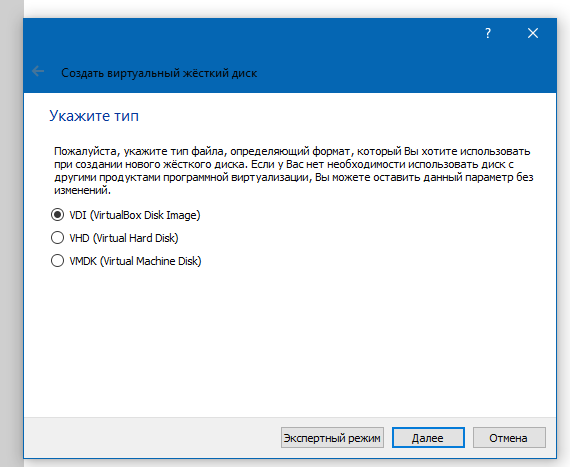 ?
Создать виртуальный жёсткий диск
Укажите тип
Пожалуйста, укажите тип файла, определяющий формат, который Вы хотите использовать
при создании нового жёсткого диска. Если у Вас нет необходимости использовать диск с
другими продуктами программной виртуализации, Вы можете оставить данный параметр без
изменений.
VDI (VirtualBox Disk Image)
VHD (Virtual Hard Disk)
VMDK (Virtual Machine Disk)
Экспертный режим Далее Отмена